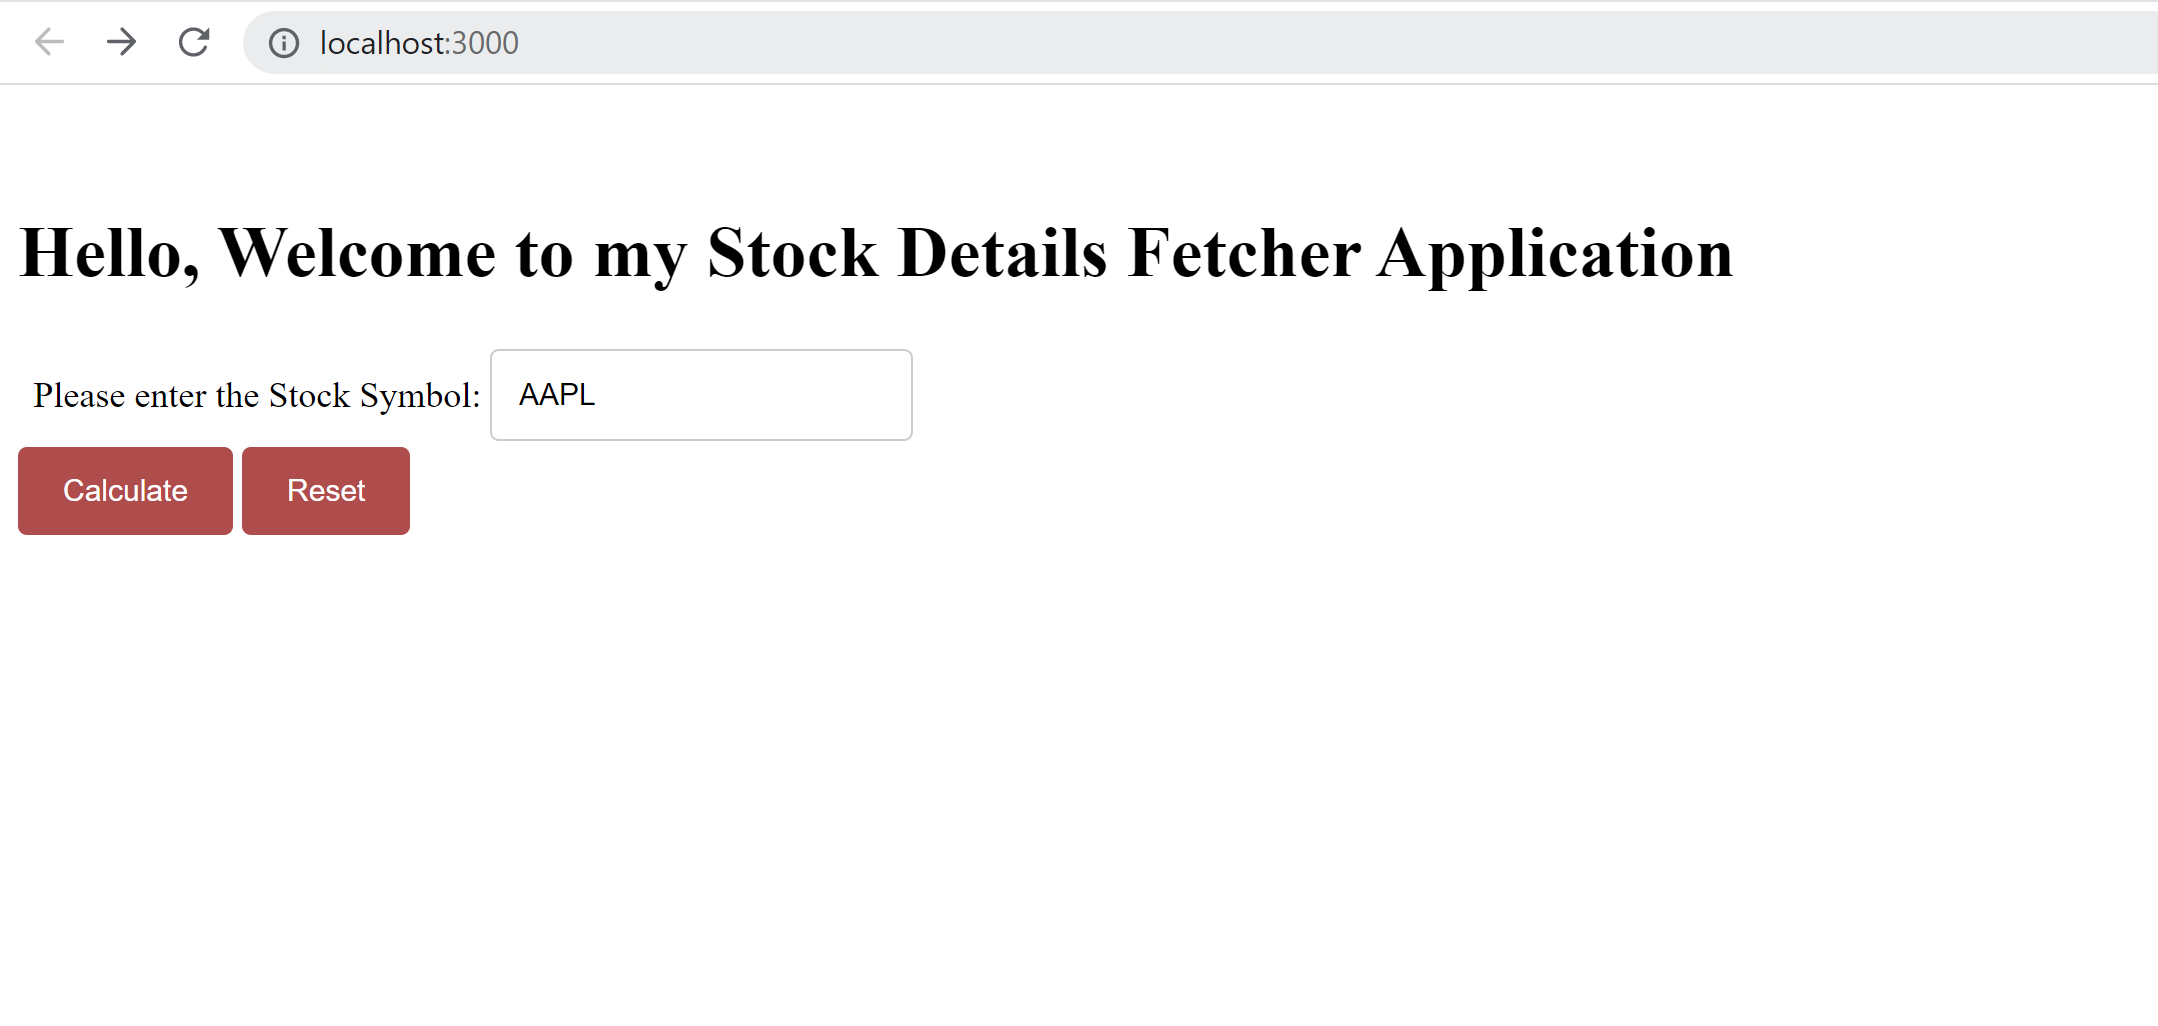 localhost:3000
Hello, Welcome to my Stock Details Fetcher Application
Please enter the Stock Symbol: AAPL
Calculate Reset